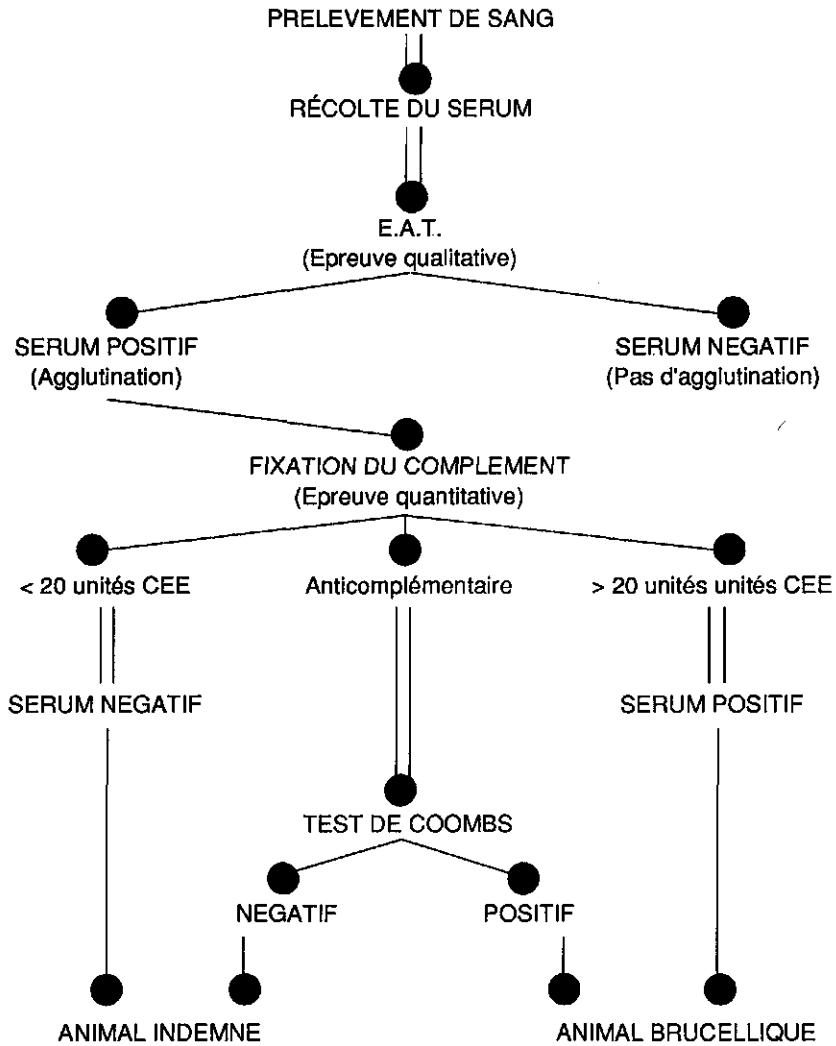 PRELEVEMENT DE SANG
RÉCOLTE DU SERUM
E.A.T.
(Epreuve qualitative)
SERUM POSITIF
(Agglutination)
SERUM NEGATIF
(Pas d'agglutination)
FIXATION DU COMPLEMENT
(Epreuve quantitative)
< 20 unités CEE
Anticomplémentaire
> 20 unités unités CEE
SERUM NEGATIF
SERUM POSITIF
TEST DE COOMBS
NEGATIF
POSITIF
ANIMAL INDEMNE
ANIMAL BRUCELLIQUE